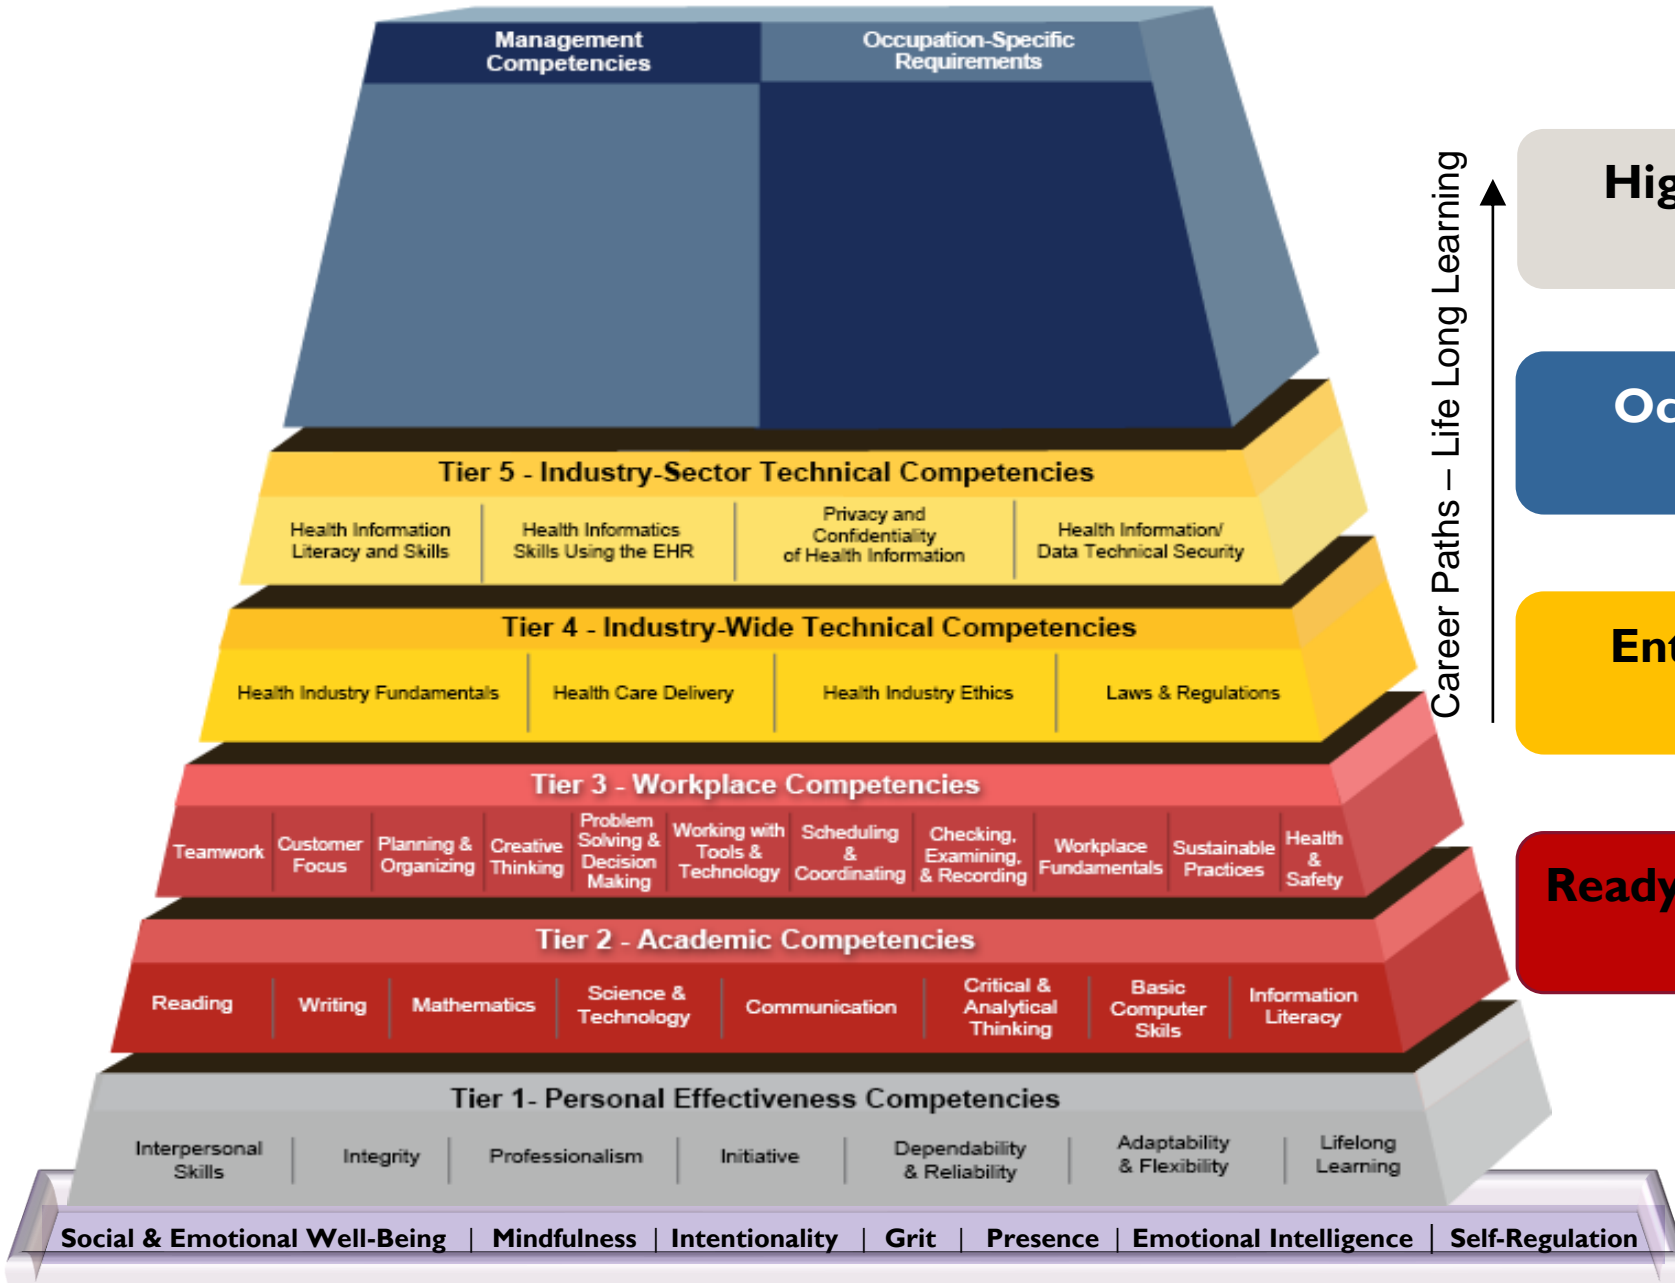 Management
Competencies
Occupation-Specific
Requirements
Tier 5 - Industry-Sector Technical Competencies
Health Information
Literacy and Skills
Health Informatics
Skills Using the EHR
Privacy and
Confidentiality
of Health Information
Health Information/
Data Technical Security
Tier 4 - Industry-Wide Technical Competencies
Health Industry Fundamentals
Health Care Delivery
Health Industry Ethics
Laws & Regulations
Tier 3 - Workplace Competencies
Teamwork
Customer
Focus
Planning &
Organizing
Creative
Thinking
Problem
Solving &
Decision
Making
Working with
Tools &
Technology
Scheduling
&
Coordinating
Checking,
Examining,
& Recording
Workplace
Fundamentals
Sustainable
Practices
Health
&
Safety
Tier 2 - Academic Competencies
Reading
Writing
Mathematics
Science &
Technology
Communication
Critical &
Analytical
Thinking
Basic
Computer
Skils
Information
Literacy
Tier 1- Personal Effectiveness Competencies
Interpersonal
Skills
Integrity
Professionalism
Initiative
Dependability
& Reliability
Adaptability
& Flexibility
Lifelong
Learning
Social & Emotional Well-Being | Mindfulness | Intentionality | Grit | Presence | Emotional Intelligence | Self-Regulation
Career Paths – Life Long Learning
Ready